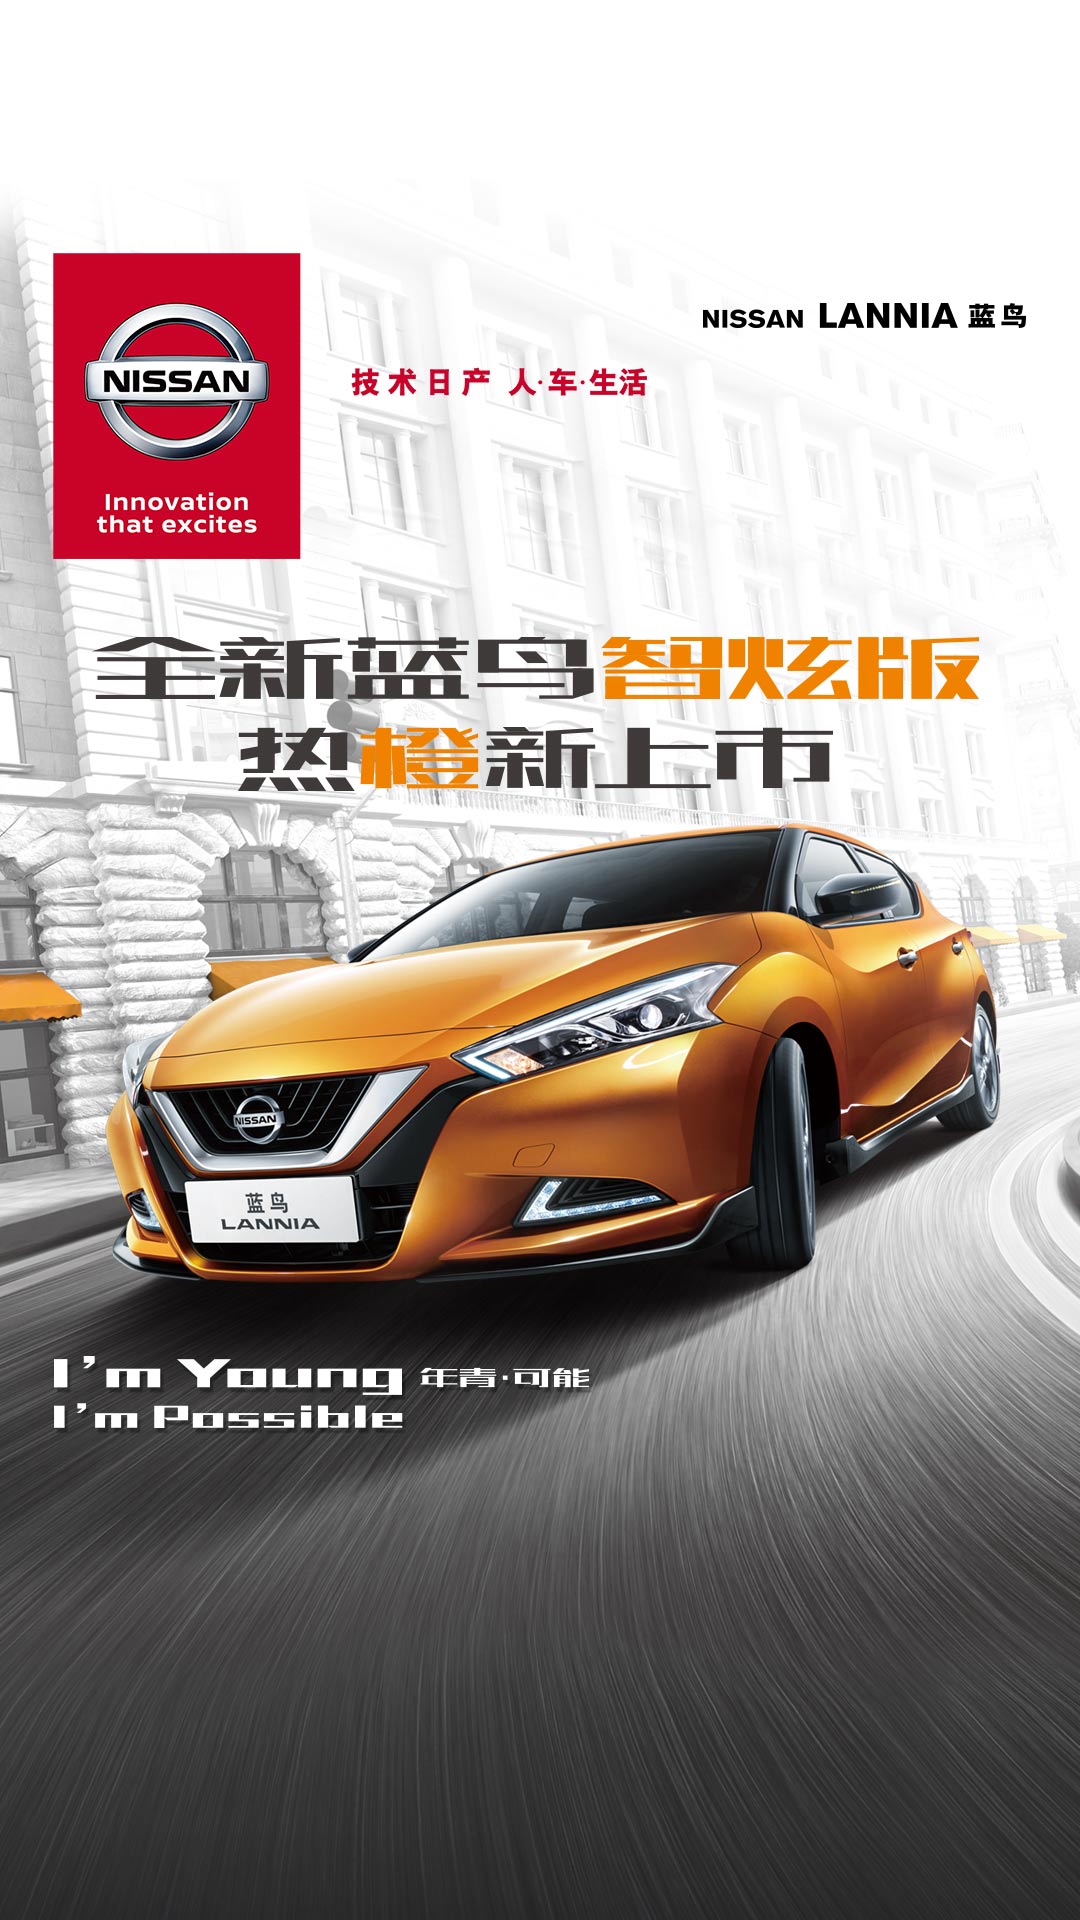 NISSAN
Innovation
that excites
技术日产 人·车·生活
NISSAN LANNIA 蓝鸟
全新蓝鸟智炫版
热橙新上市
NISSAN
蓝鸟
LANNIA
I'm Young 年青·可能
I'm Possible